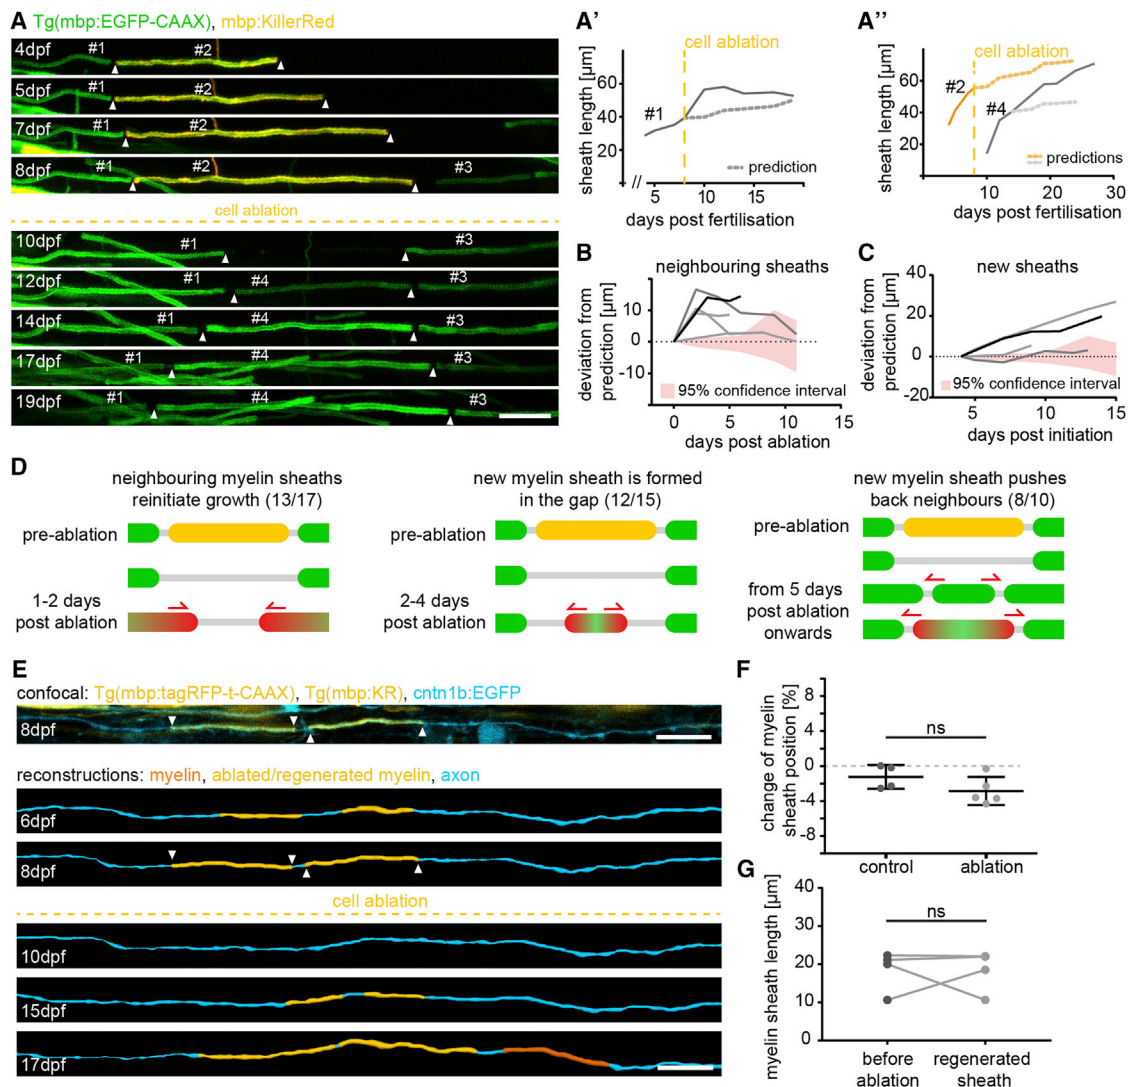 A Tg(mbp:EGFP-CAAX), mbp:KillerRed
4dpf #1 #2
5dpf #1 #2
7dpf #1 #2
8dpf #1 #2 #3
cell ablation
10dpf #1 #3
12dpf #1 #4 #3
14dpf #1 #4 #3
17dpf #1 #4 #3
19dpf #1 #4 #3
A’
cell ablation
sheath length [µm]
60
40
20
#1
prediction
5 10 15
days post fertilisation
A’’
cell ablation
sheath length [µm]
60
40
20
#2
#4
predictions
10 20 30
days post fertilisation
B
neighbouring sheaths
deviation from
prediction [µm]
10
0
-10
95% confidence interval
0 5 10 15
days post ablation
C
new sheaths
deviation from
prediction [µm]
40
20
0
-20
95% confidence interval
5 10 15
days post initiation
D
neighbouring myelin sheaths
reinitiate growth (13/17)
pre-ablation
1-2 days
post ablation
new myelin sheath is formed
in the gap (12/15)
pre-ablation
2-4 days
post ablation
new myelin sheath pushes
back neighbours (8/10)
pre-ablation
from 5 days
post ablation
onwards
E
confocal: Tg(mbp:tagRFP-t-CAAX), Tg(mbp:KR), cntn1b:EGFP
8dpf
reconstructions: myelin, ablated/regenerated myelin, axon
6dpf
8dpf
cell ablation
10dpf
15dpf
17dpf
F
change of myelin
sheath position [%]
8
4
0
-4
-8
ns
control ablation
G
myelin sheath length [µm]
40
30
20
10
0
ns
before
ablation
regenerated
sheath